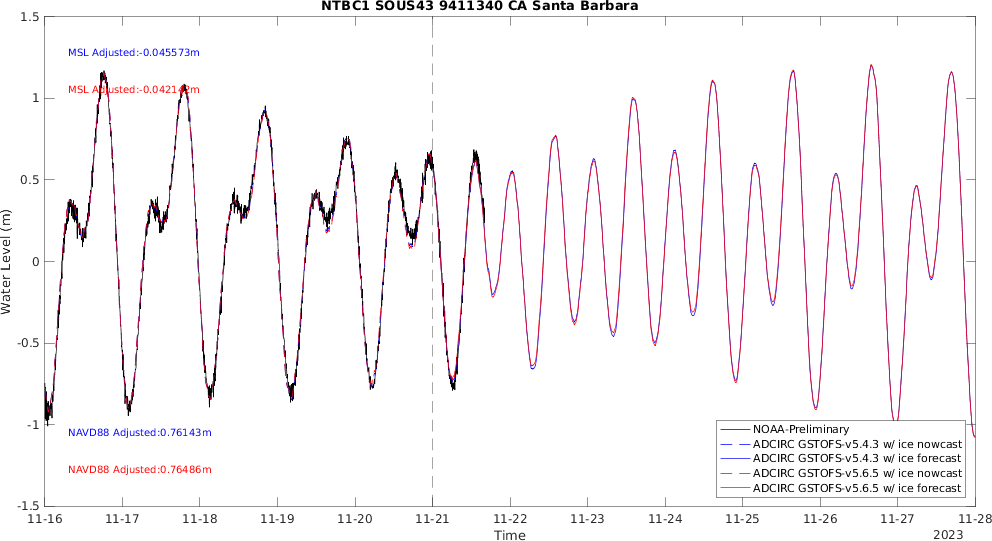 NTBC1 SOUS43 9411340 CA Santa Barbara
1.5
1
0.5
0
-0.5
-1
-1.5
Water Level (m)
MSL Adjusted:-0.045573m
MSL Adjusted:-0.042142m
NAVD88 Adjusted:0.76143m
NAVD88 Adjusted:0.76486m
NOAA-Preliminary
ADCIRC GSTOFS-v5.4.3 w/ ice nowcast
ADCIRC GSTOFS-v5.4.3 w/ ice forecast
ADCIRC GSTOFS-v5.6.5 w/ ice nowcast
ADCIRC GSTOFS-v5.6.5 w/ ice forecast
11-16 11-17 11-18 11-19 11-20 11-21 11-22 11-23 11-24 11-25 11-26 11-27 11-28
Time
2023